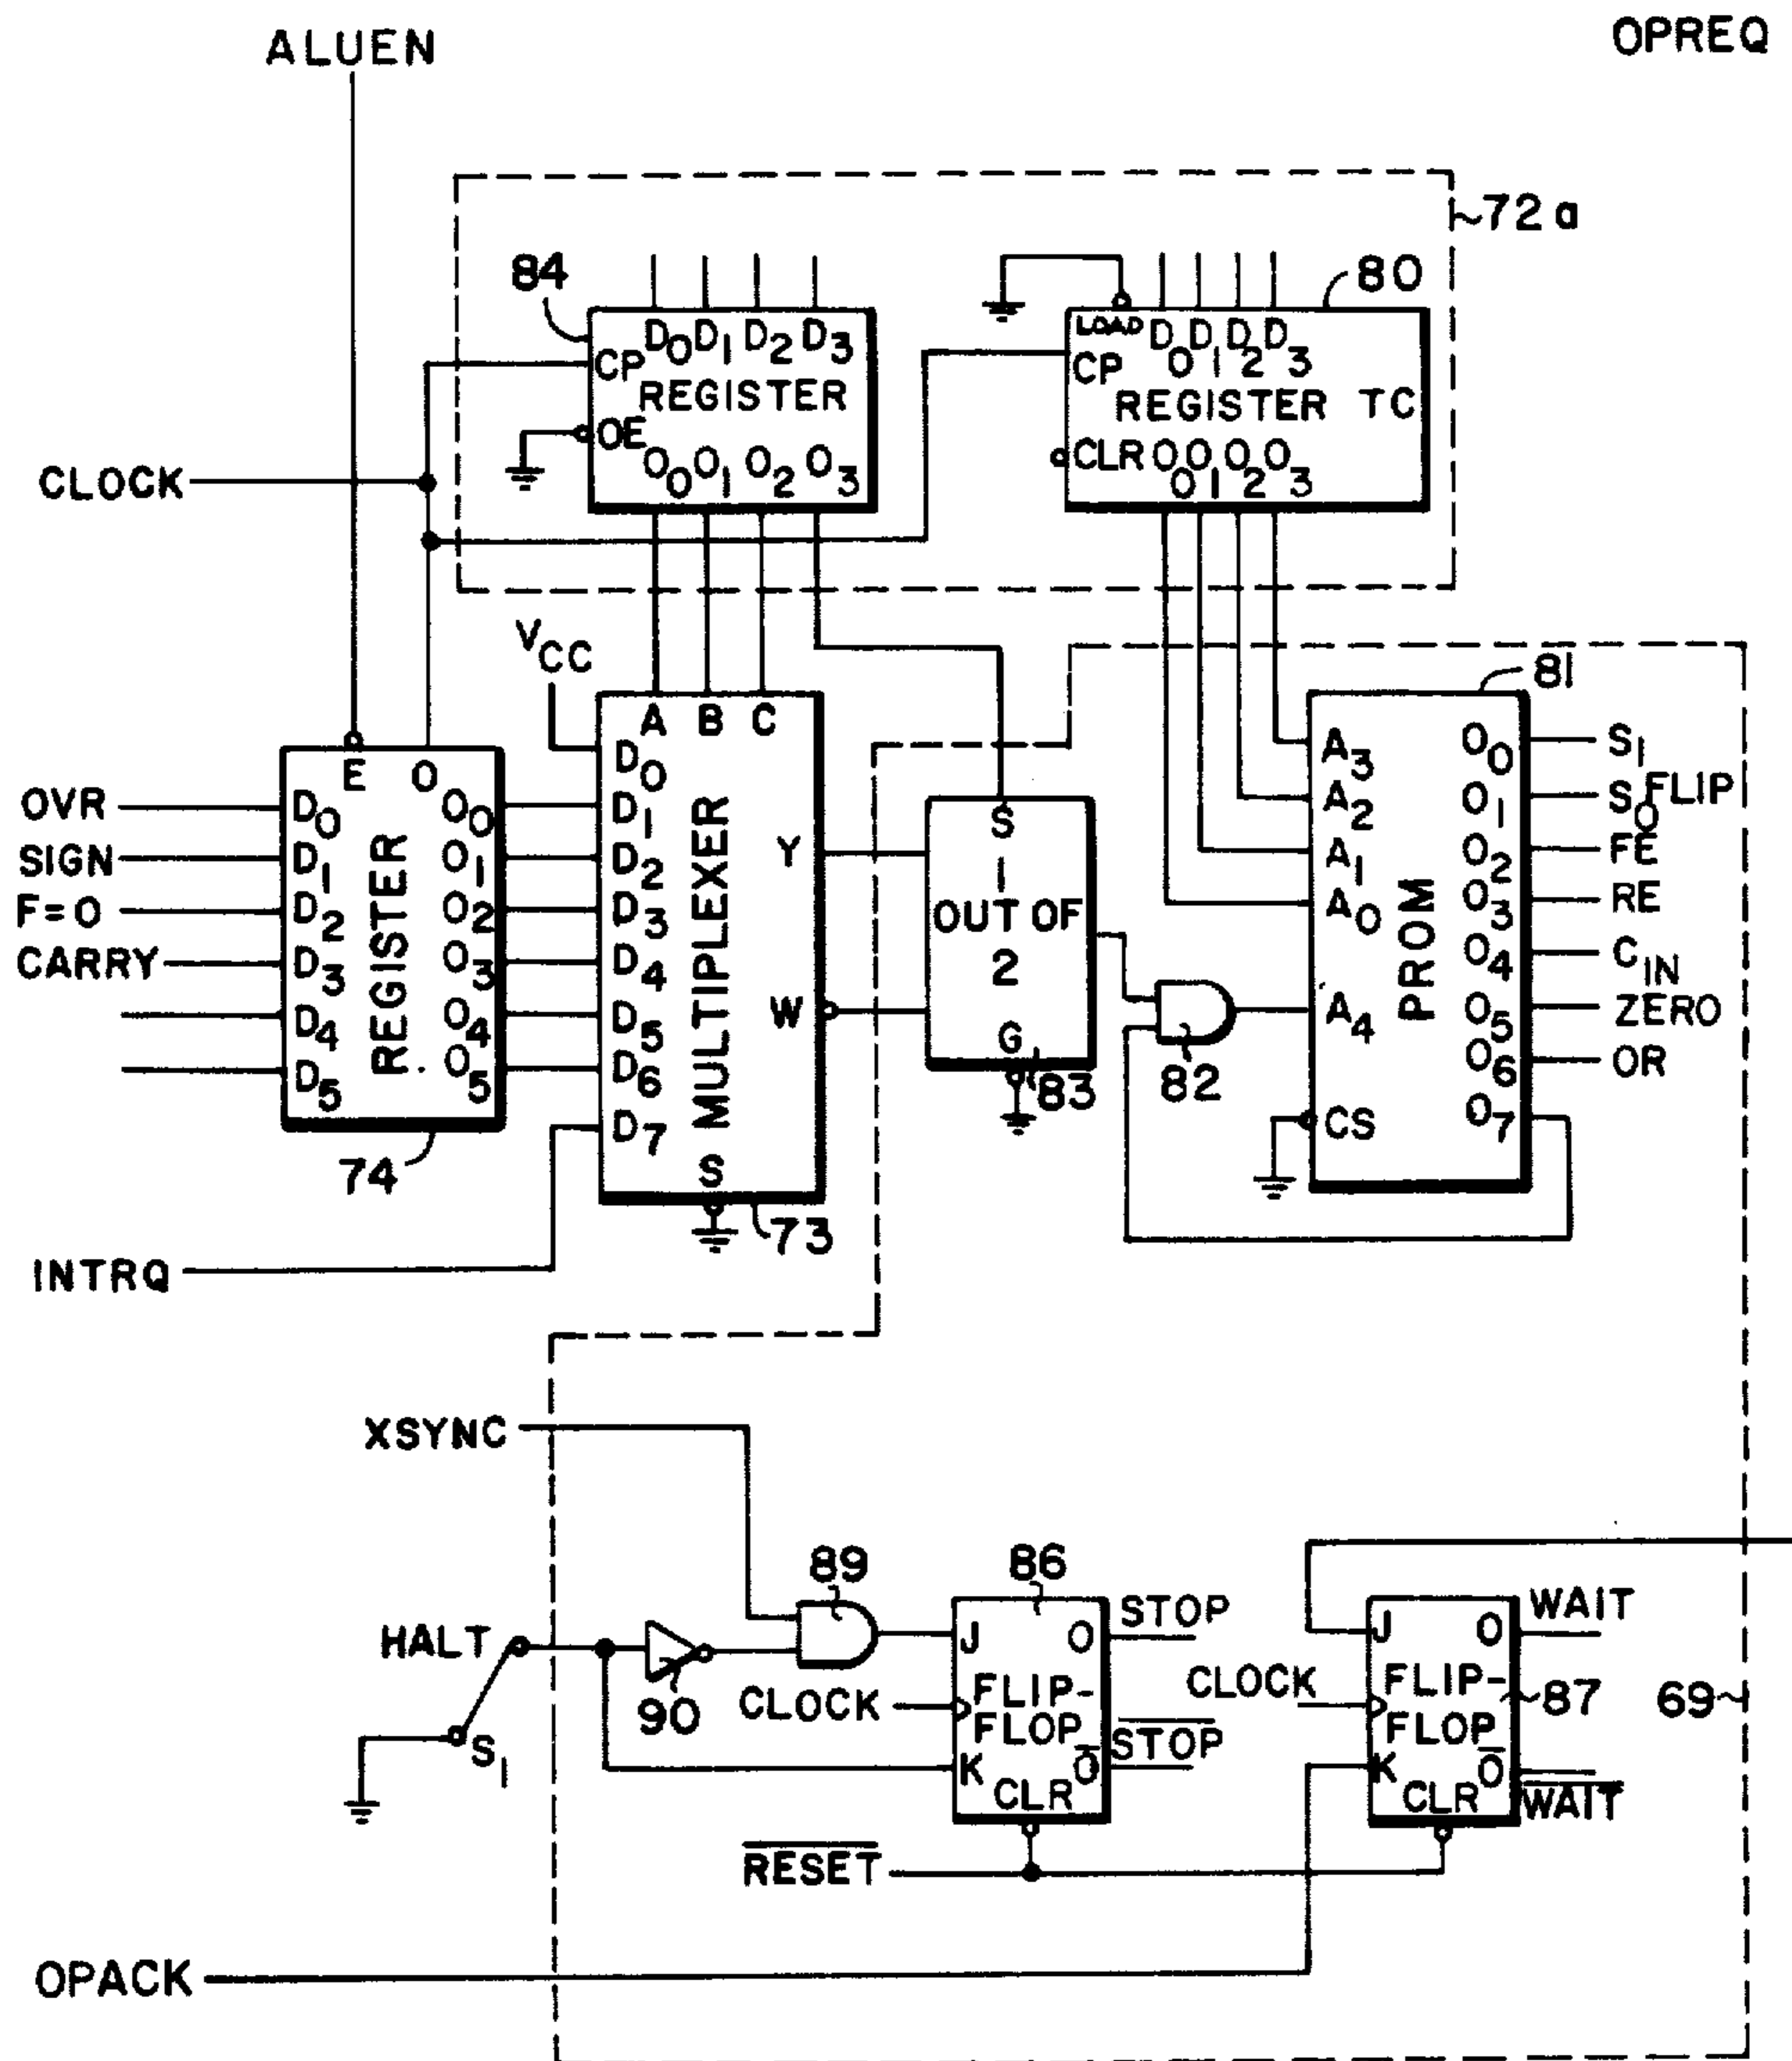 ALUEN
OPREQ
72a
84
80
D0 D1 D2 D3
CP
REGISTER
OE
O0 O1 O2 O3
LOAD D0 D1 D2 D3
CP
REGISTER TC
CLR O0 O1 O2 O3
CLOCK
VCC
81
A B C
E O
OVR
SIGN
F=0
CARRY
D0
D1
D2
D3
D4
D5
REGISTER
O0
O1
O2
O3
O4
O5
74
D0
D1
D2
D3
D4
D5
D6
D7
MULTIPLEXER
Y
W
S
73
INTRQ
S
1
OUT OF
2
G
83
82
A3
A2
A1
A0
A4
CS
PROM
O0
O1
O2
O3
O4
O5
O6
O7
S1
S0 FLIP
FE
RE
CIN
ZERO
OR
XSYNC
HALT
S1
90
89
86
J O
CLOCK
FLIP-
FLOP
K O̅
CLR
STOP
S̅T̅O̅P̅
R̅E̅S̅E̅T̅
J O
CLOCK
FLIP-
FLOP
K O̅
CLR
87
WAIT
W̅A̅I̅T̅
69
OPACK